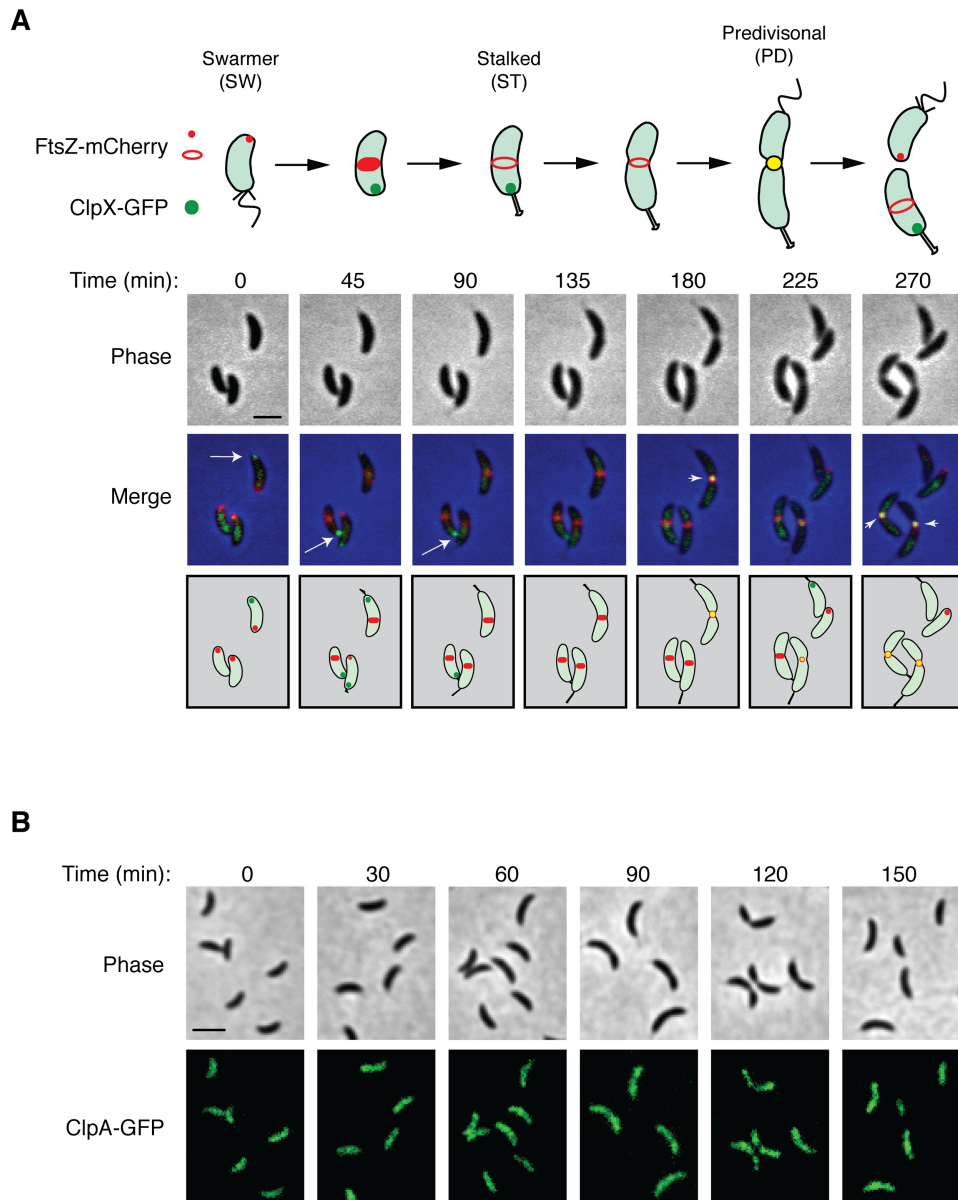 A
Swarmer
(SW)
Stalked
(ST)
Predivisonal
(PD)
FtsZ-mCherry
ClpX-GFP
Time (min): 0 45 90 135 180 225 270
Phase
Merge
B
Time (min): 0 30 60 90 120 150
Phase
ClpA-GFP